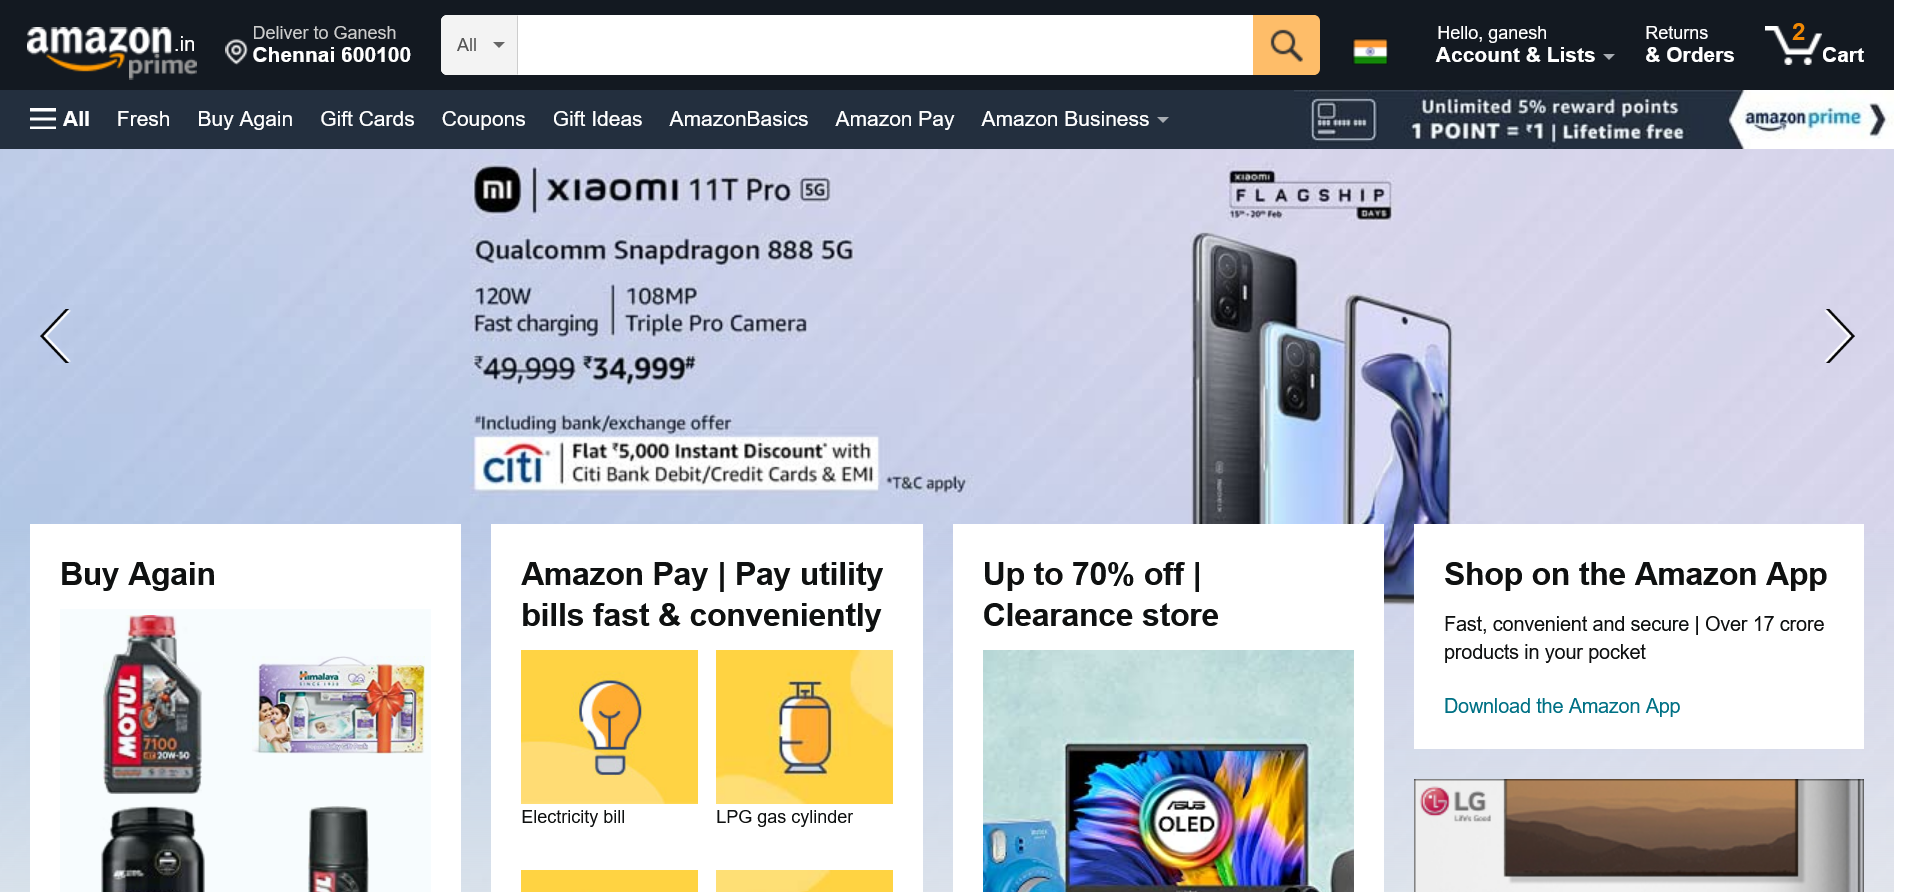 amazon.in
prime
Deliver to Ganesh
Chennai 600100
All
Hello, ganesh
Account & Lists
Returns
& Orders
2
Cart
All
Fresh
Buy Again
Gift Cards
Coupons
Gift Ideas
AmazonBasics
Amazon Pay
Amazon Business
Unlimited 5% reward points
1 POINT = ₹1 | Lifetime free
amazon prime
mi | xiaomi 11T Pro 5G
xiaomi
FLAGSHIP
15th - 20th Feb DAYS
Qualcomm Snapdragon 888 5G
120W
Fast charging
108MP
Triple Pro Camera
₹49,999 ₹34,999#
#Including bank/exchange offer
citi
Flat ₹5,000 Instant Discount* with
Citi Bank Debit/Credit Cards & EMI
*T&C apply
Buy Again
MOTUL
7100
4T 20W-50
Himalaya
SINCE 1930
Amazon Pay | Pay utility
bills fast & conveniently
Electricity bill
LPG gas cylinder
Up to 70% off |
Clearance store
ASUS
OLED
Shop on the Amazon App
Fast, convenient and secure | Over 17 crore
products in your pocket
Download the Amazon App
LG
Life's Good